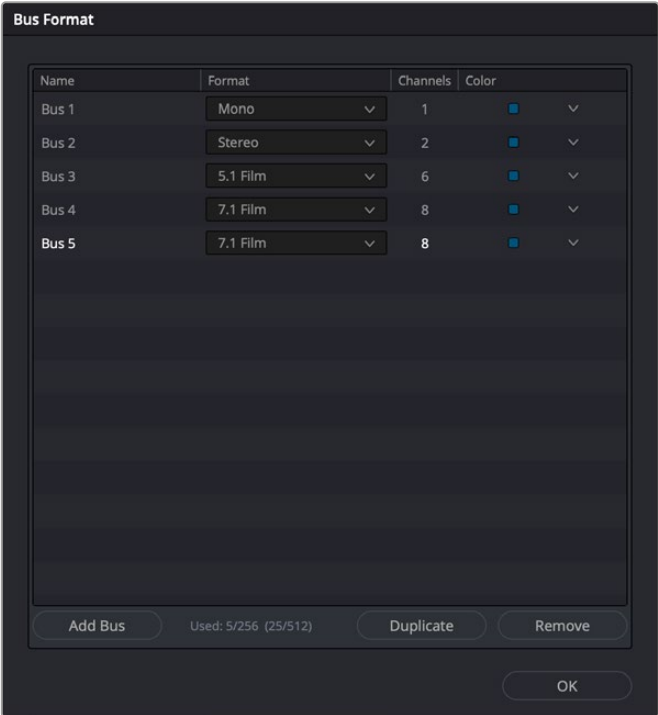 Bus Format
Name Format Channels Color
Bus 1 Mono 1
Bus 2 Stereo 2
Bus 3 5.1 Film 6
Bus 4 7.1 Film 8
Bus 5 7.1 Film 8
Add Bus Used: 5/256 (25/512) Duplicate Remove
OK